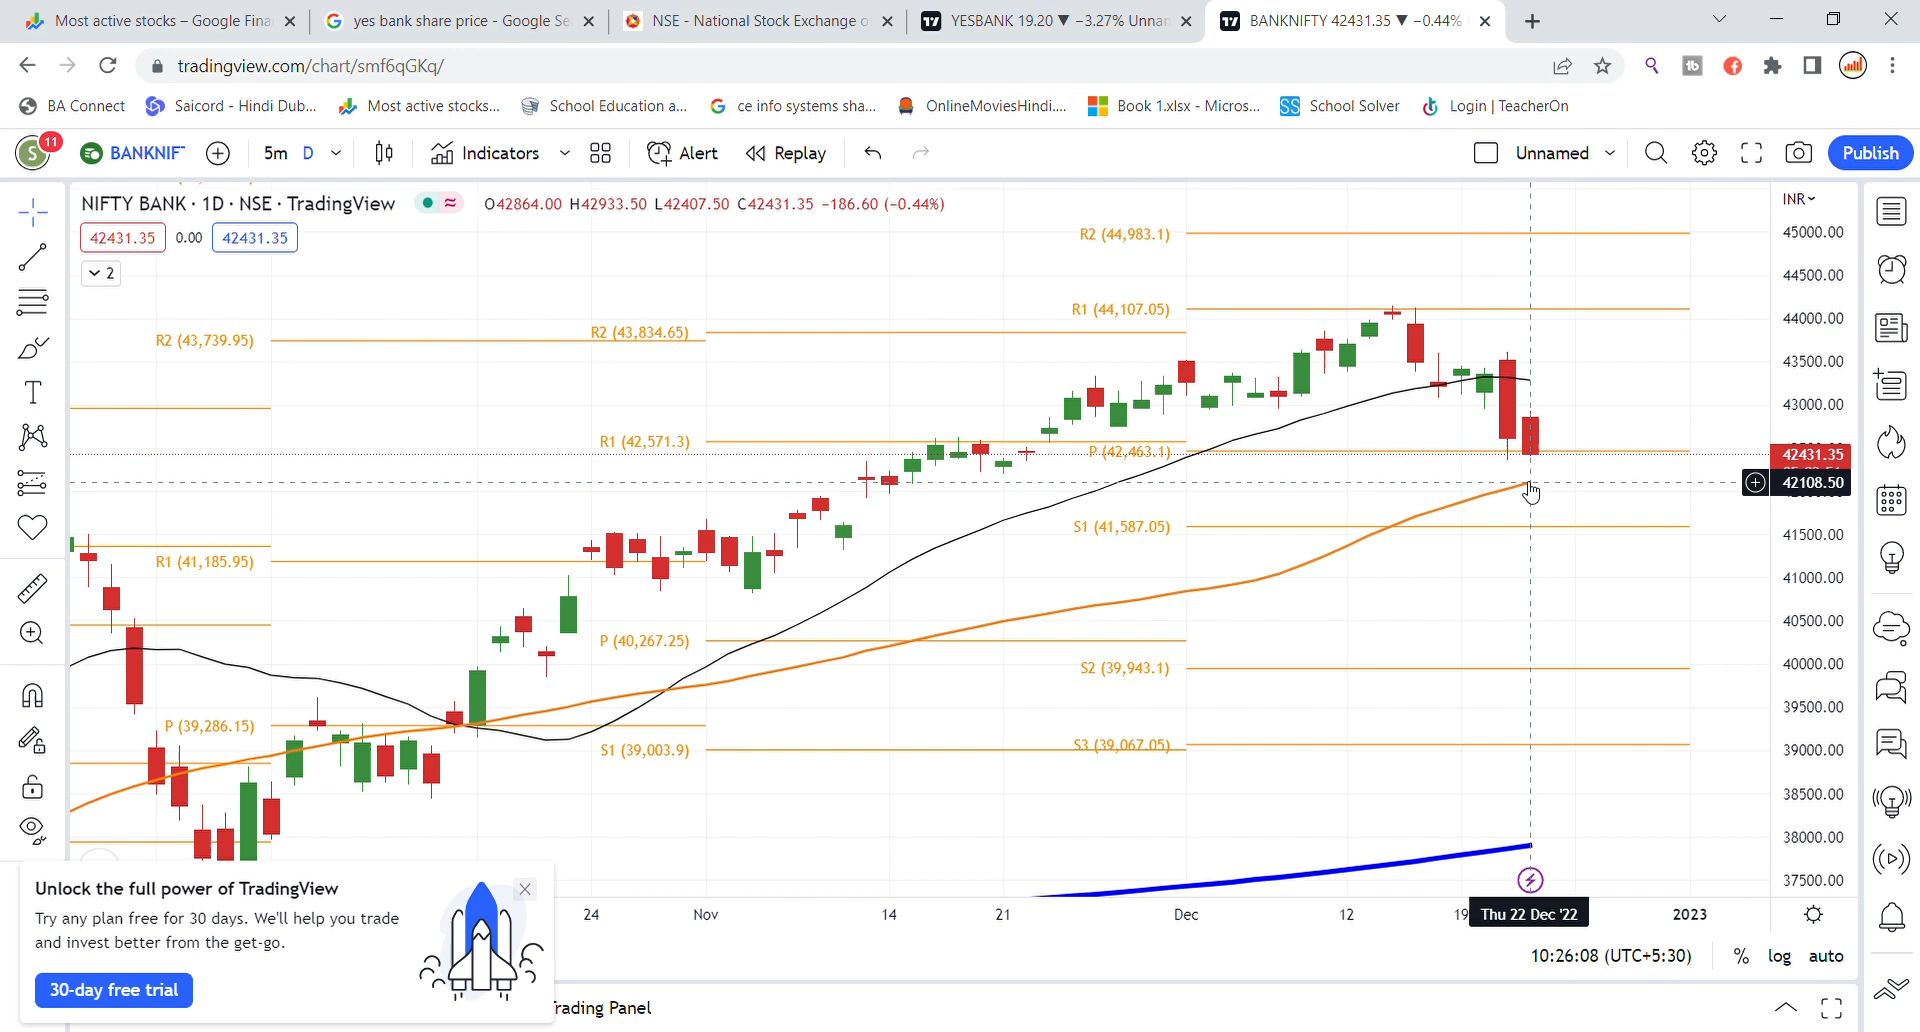 Most active stocks – Google Fina
yes bank share price - Google Se
NSE - National Stock Exchange o
YESBANK 19.20 ▼ −3.27% Unnan
BANKNIFTY 42431.35 ▼ −0.44%
tradingview.com/chart/smf6qGKq/
BA Connect
Saicord - Hindi Dub...
Most active stocks...
School Education a...
ce info systems sha...
OnlineMoviesHindi....
Book 1.xlsx - Micros...
SS School Solver
Login | TeacherOn
S 11
BANKNIF
5m D
Indicators
Alert
Replay
Unnamed
Publish
NIFTY BANK · 1D · NSE · TradingView
O42864.00 H42933.50 L42407.50 C42431.35 −186.60 (−0.44%)
INR
42431.35 0.00 42431.35
2
R2 (44,983.1)
R1 (44,107.05)
R2 (43,834.65)
R2 (43,739.95)
R1 (42,571.3)
P (42,463.1)
S1 (41,587.05)
R1 (41,185.95)
P (40,267.25)
S2 (39,943.1)
P (39,286.15)
S1 (39,003.9)
S3 (39,067.05)
45000.00
44500.00
44000.00
43500.00
43000.00
42431.35
42108.50
41500.00
41000.00
40500.00
40000.00
39500.00
39000.00
38500.00
38000.00
37500.00
24 Nov 14 21 Dec 12 19 Thu 22 Dec '22 2023
10:26:08 (UTC+5:30) % log auto
Unlock the full power of TradingView
Try any plan free for 30 days. We'll help you trade
and invest better from the get-go.
30-day free trial
rading Panel